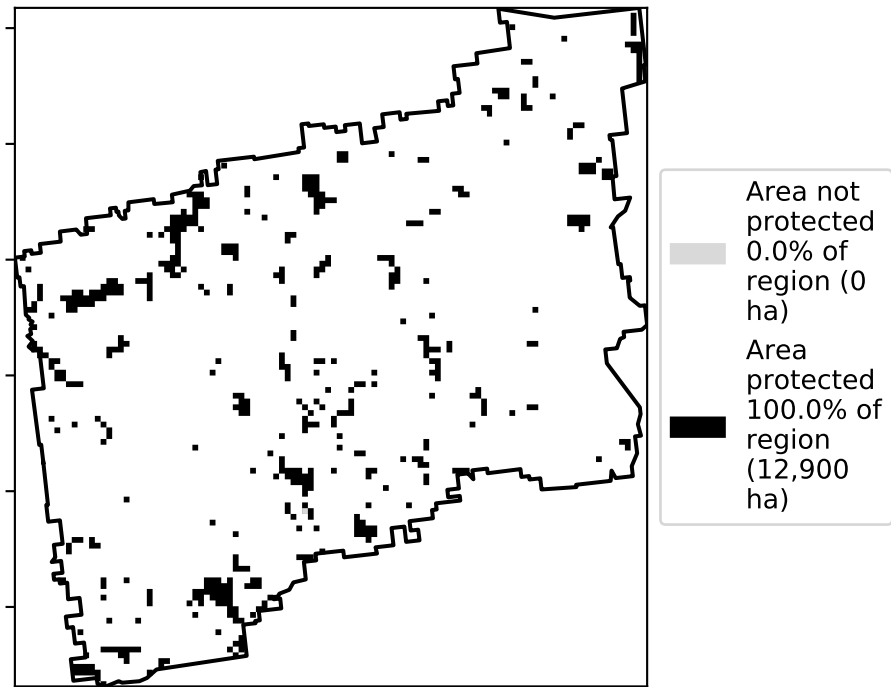 Area not
protected
0.0% of
region (0
ha)
Area
protected
100.0% of
region
(12,900
ha)